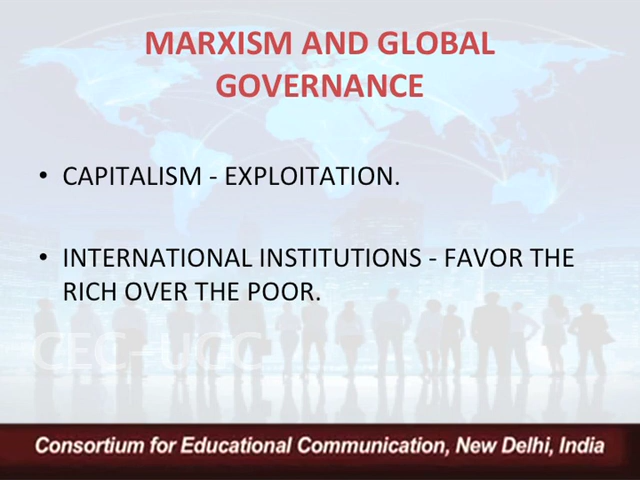 MARXISM AND GLOBAL
GOVERNANCE
• CAPITALISM - EXPLOITATION.
• INTERNATIONAL INSTITUTIONS - FAVOR THE
RICH OVER THE POOR.
CEC-UGC
Consortium for Educational Communication, New Delhi, India